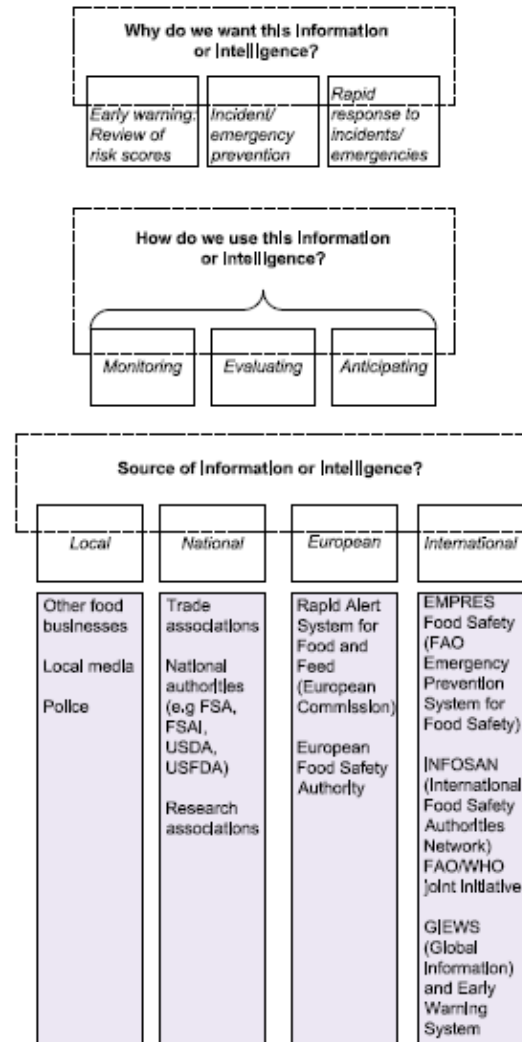 Why do we want this Information
or Intelligence?
Early warning:
Review of
risk scores
Incident/
emergency
prevention
Rapid
response to
incidents/
emergencies
How do we use this Information
or Intelligence?
Monitoring
Evaluating
Anticipating
Source of Information or Intelligence?
Local
National
European
International
Other food
businesses
Local media
Police
Trade
associations
National
authorities
(e.g FSA,
FSAI,
USDA,
USFDA)
Research
associations
Rapid Alert
System for
Food and
Feed
(European
Commission)
European
Food Safety
Authority
EMPRES
Food Safety
(FAO
Emergency
Prevention
System for
Food Safety)
INFOSAN
(International
Food Safety
Authorities
Network)
FAO/WHO
joint initiative
GIEWS
(Global
Information)
and Early
Warning
System